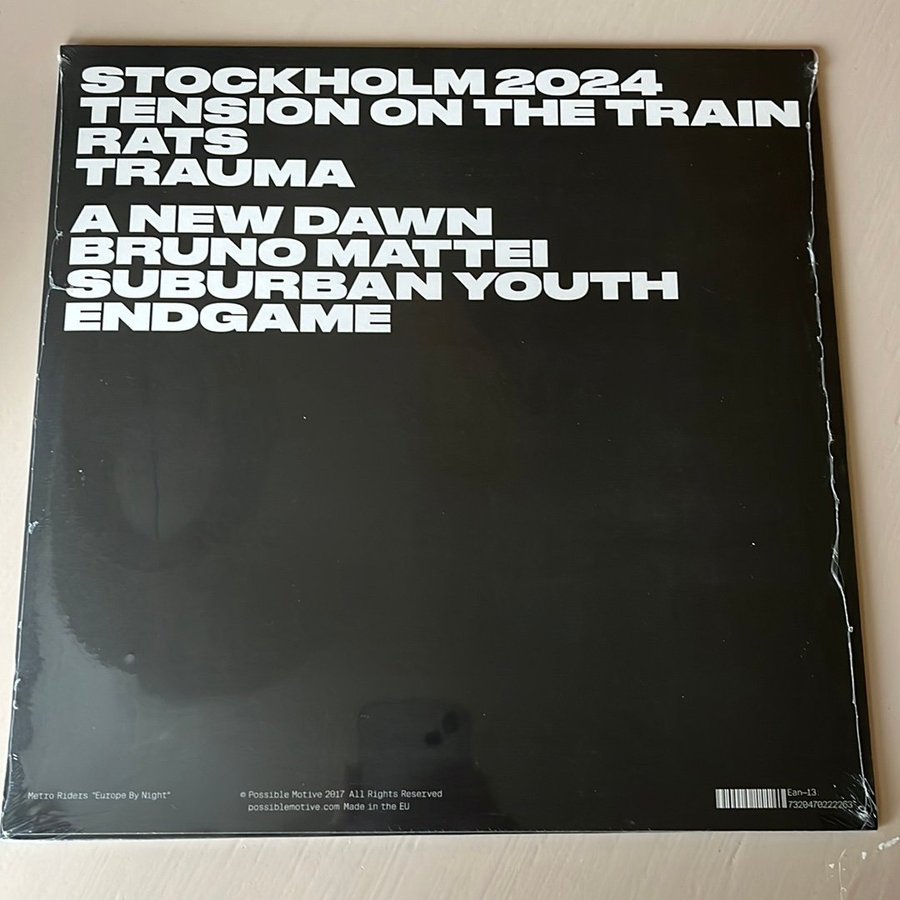 STOCKHOLM 2024
TENSION ON THE TRAIN
RATS
TRAUMA
A NEW DAWN
BRUNO MATTEI
SUBURBAN YOUTH
ENDGAME
Metro Riders "Europe By Night"
© Possible Motive 2017 All Rights Reserved
possiblemotive.com Made in the EU
Ean-13
7320470222263